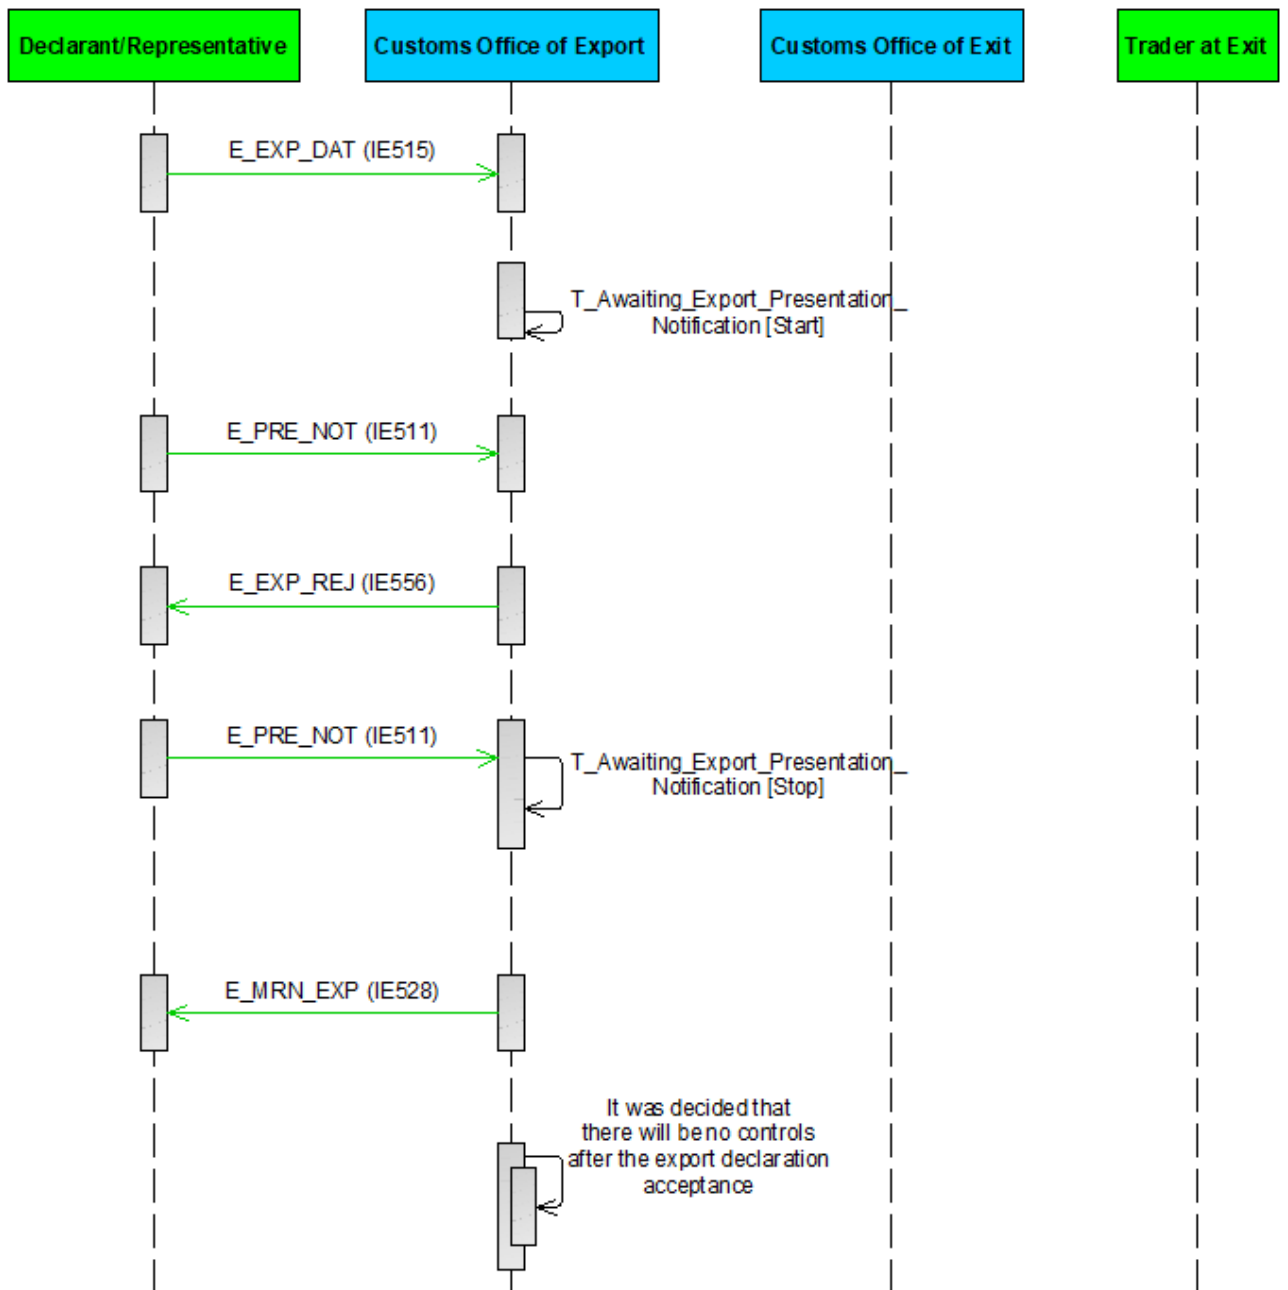 Declarant/Representative
Customs Office of Export
Customs Office of Exit
Trader at Exit
E_EXP_DAT (IE515)
T_Awaiting_Export_Presentation_
Notification [Start]
E_PRE_NOT (IE511)
E_EXP_REJ (IE556)
E_PRE_NOT (IE511)
T_Awaiting_Export_Presentation_
Notification [Stop]
E_MRN_EXP (IE528)
It was decided that
there will be no controls
after the export declaration
acceptance